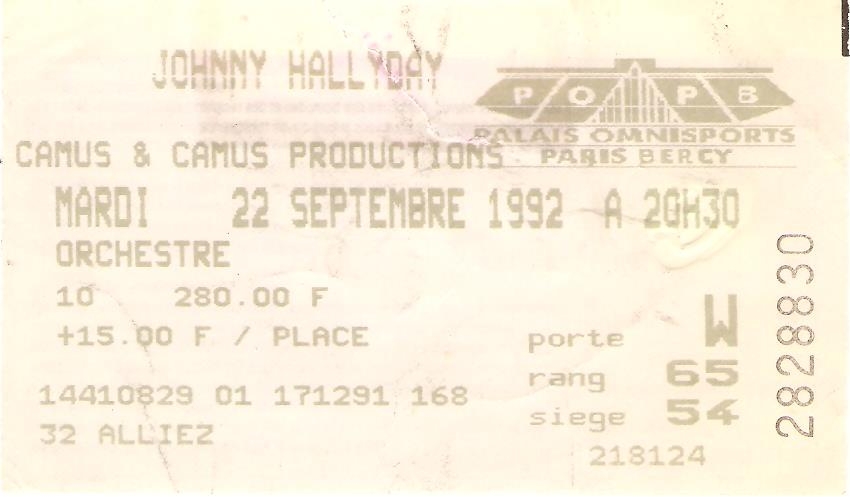 JOHNNY HALLYDAY
P O P B
PALAIS OMNISPORTS
PARIS BERCY
CAMUS & CAMUS PRODUCTIONS
MARDI 22 SEPTEMBRE 1992 A 20H30
ORCHESTRE
10 280.00 F
+15.00 F / PLACE
porte W
rang 65
siege 54
14410829 01 171291 168
32 ALLIEZ
218124
2828830